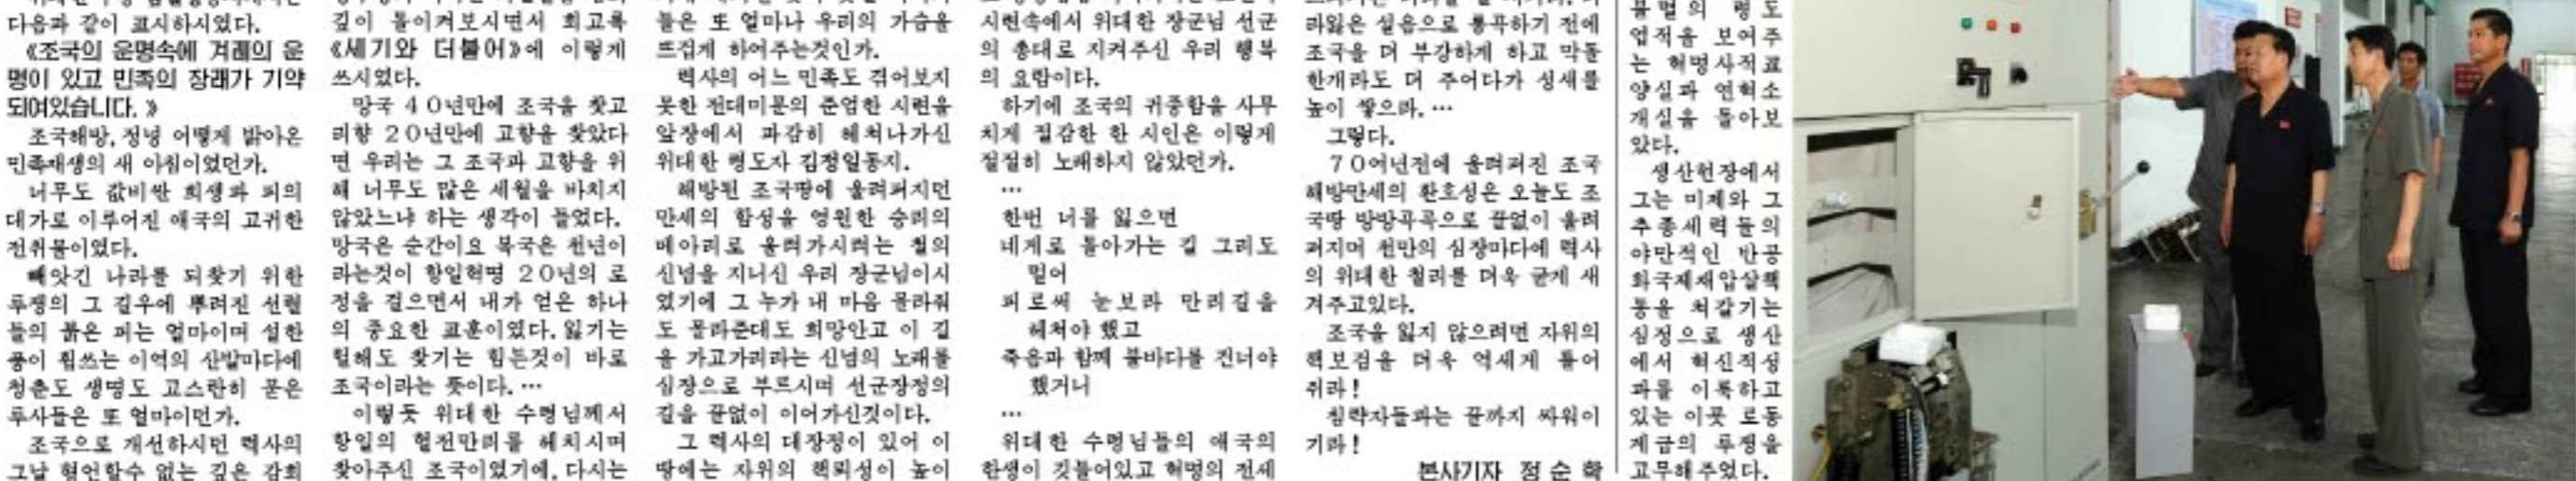 다음과 같이 교시하시였다.
《조국의 운명속에 겨레의 운
명이 있고 민족의 장래가 기약
되여있습니다.》
조국해방, 정녕 어떻게 밝아온
민족재생의 새 아침이였던가.
너무도 값비싼 희생과 피의
대가로 이루어진 애국의 고귀한
전취물이였다.
빼앗긴 나라를 되찾기 위한
투쟁의 그 길우에 뿌려진 선렬
들의 붉은 피는 얼마이며 설한
풍이 휩쓰는 이역의 산발마다에
청춘도 생명도 고스란히 묻은
투사들은 또 얼마이던가.
조국으로 개선하시던 력사의
그날 형언할수 없는 깊은 감회
깊이 돌이켜보시면서 회고록
《세기와 더불어》에 이렇게
쓰시였다.
망국 40년만에 조국을 찾고
리향 20년만에 고향을 찾았다
면 우리는 그 조국과 고향을 위
해 너무도 많은 세월을 바치지
않았느냐 하는 생각이 들었다.
망국은 순간이요 복국은 천년이
라는것이 항일혁명 20년의 로
정을 걸으면서 내가 얻은 하나
의 중요한 교훈이였다. 잃기는
헐해도 찾기는 힘든것이 바로
조국이라는 뜻이다. …
이렇듯 위대한 수령님께서
항일의 혈전만리를 헤치시며
찾아주신 조국이였기에, 다시는
들은 또 얼마나 우리의 가슴을
뜨겁게 하여주는것인가.
력사의 어느 민족도 겪어보지
못한 전대미문의 준엄한 시련을
앞장에서 과감히 헤쳐나가신
위대한 령도자 김정일동지.
해방된 조국땅에 울려퍼지던
만세의 함성을 영원한 승리의
메아리로 울려가시려는 철의
신념을 지니신 우리 장군님이시
였기에 그 누가 내 마음 몰라줘
도 몰라준대도 희망안고 이 길
을 가고가리라는 신념의 노래를
심장으로 부르시며 선군장정의
길을 끝없이 이어가신것이다.
그 력사의 대장정이 있어 이
땅에는 자위의 핵뢰성이 높이
시련속에서 위대한 장군님 선군
의 총대로 지켜주신 우리 행복
의 요람이다.
하기에 조국의 귀중함을 사무
치게 절감한 한 시인은 이렇게
절절히 노래하지 않았던가.
…
한번 너를 잃으면
네게로 돌아가는 길 그리도
멀어
피로써 눈보라 만리길을
헤쳐야 했고
죽음과 함께 불바다를 건너야
했거니
…
위대한 수령님들의 애국의
한생이 깃들어있고 혁명의 전세
라잃은 설음으로 통곡하기 전에
조국을 더 부강하게 하고 막돌
한개라도 더 주어다가 성새를
높이 쌓으라. …
그렇다.
70여년전에 울려퍼진 조국
해방만세의 환호성은 오늘도 조
국땅 방방곡곡으로 끝없이 울려
퍼지며 천만의 심장마다에 력사
의 위대한 철리를 더욱 굳게 새
겨주고있다.
조국을 잃지 않으려면 자위의
핵보검을 더욱 억세게 틀어
쥐라!
침략자들과는 끝까지 싸워이
기라!
본사기자 정순학
불멸의 령도
업적을 보여주
는 혁명사적교
양실과 연혁소
개실을 돌아보
았다.
생산현장에서
그는 미제와 그
추종세력들의
야만적인 반공
화국제재압살책
동을 쳐갈기는
심정으로 생산
에서 혁신적성
과를 이룩하고
있는 이곳 로동
계급의 투쟁을
고무해주었다.